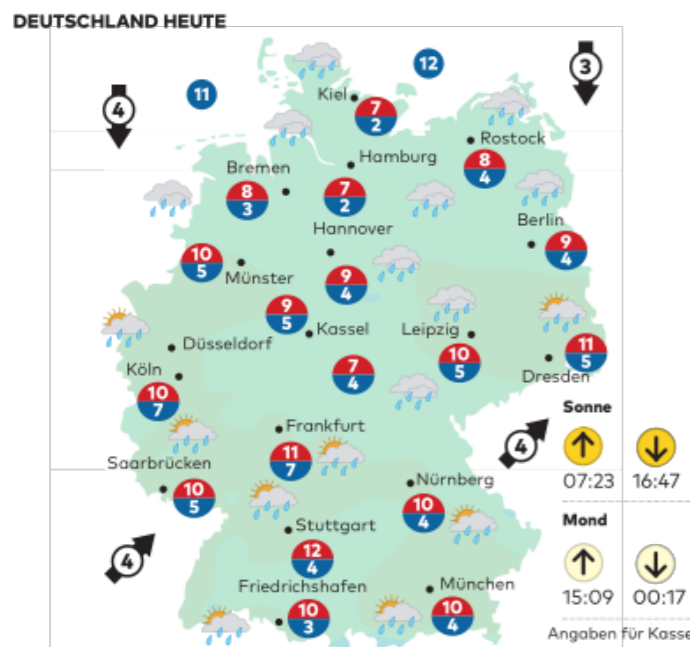 DEUTSCHLAND HEUTE
12
3
11
4
Kiel
7
2
Rostock
8
4
Hamburg
7
2
Bremen
8
3
Berlin
9
4
Hannover
9
4
10
5
Münster
9
5
Kassel
Leipzig
10
5
11
5
Dresden
Düsseldorf
Köln
10
7
7
4
Sonne
07:23 16:47
Frankfurt
11
7
4
Saarbrücken
10
5
Nürnberg
10
4
Mond
15:09 00:17
Stuttgart
12
4
4
Friedrichshafen
10
3
München
10
4
Angaben für Kasse